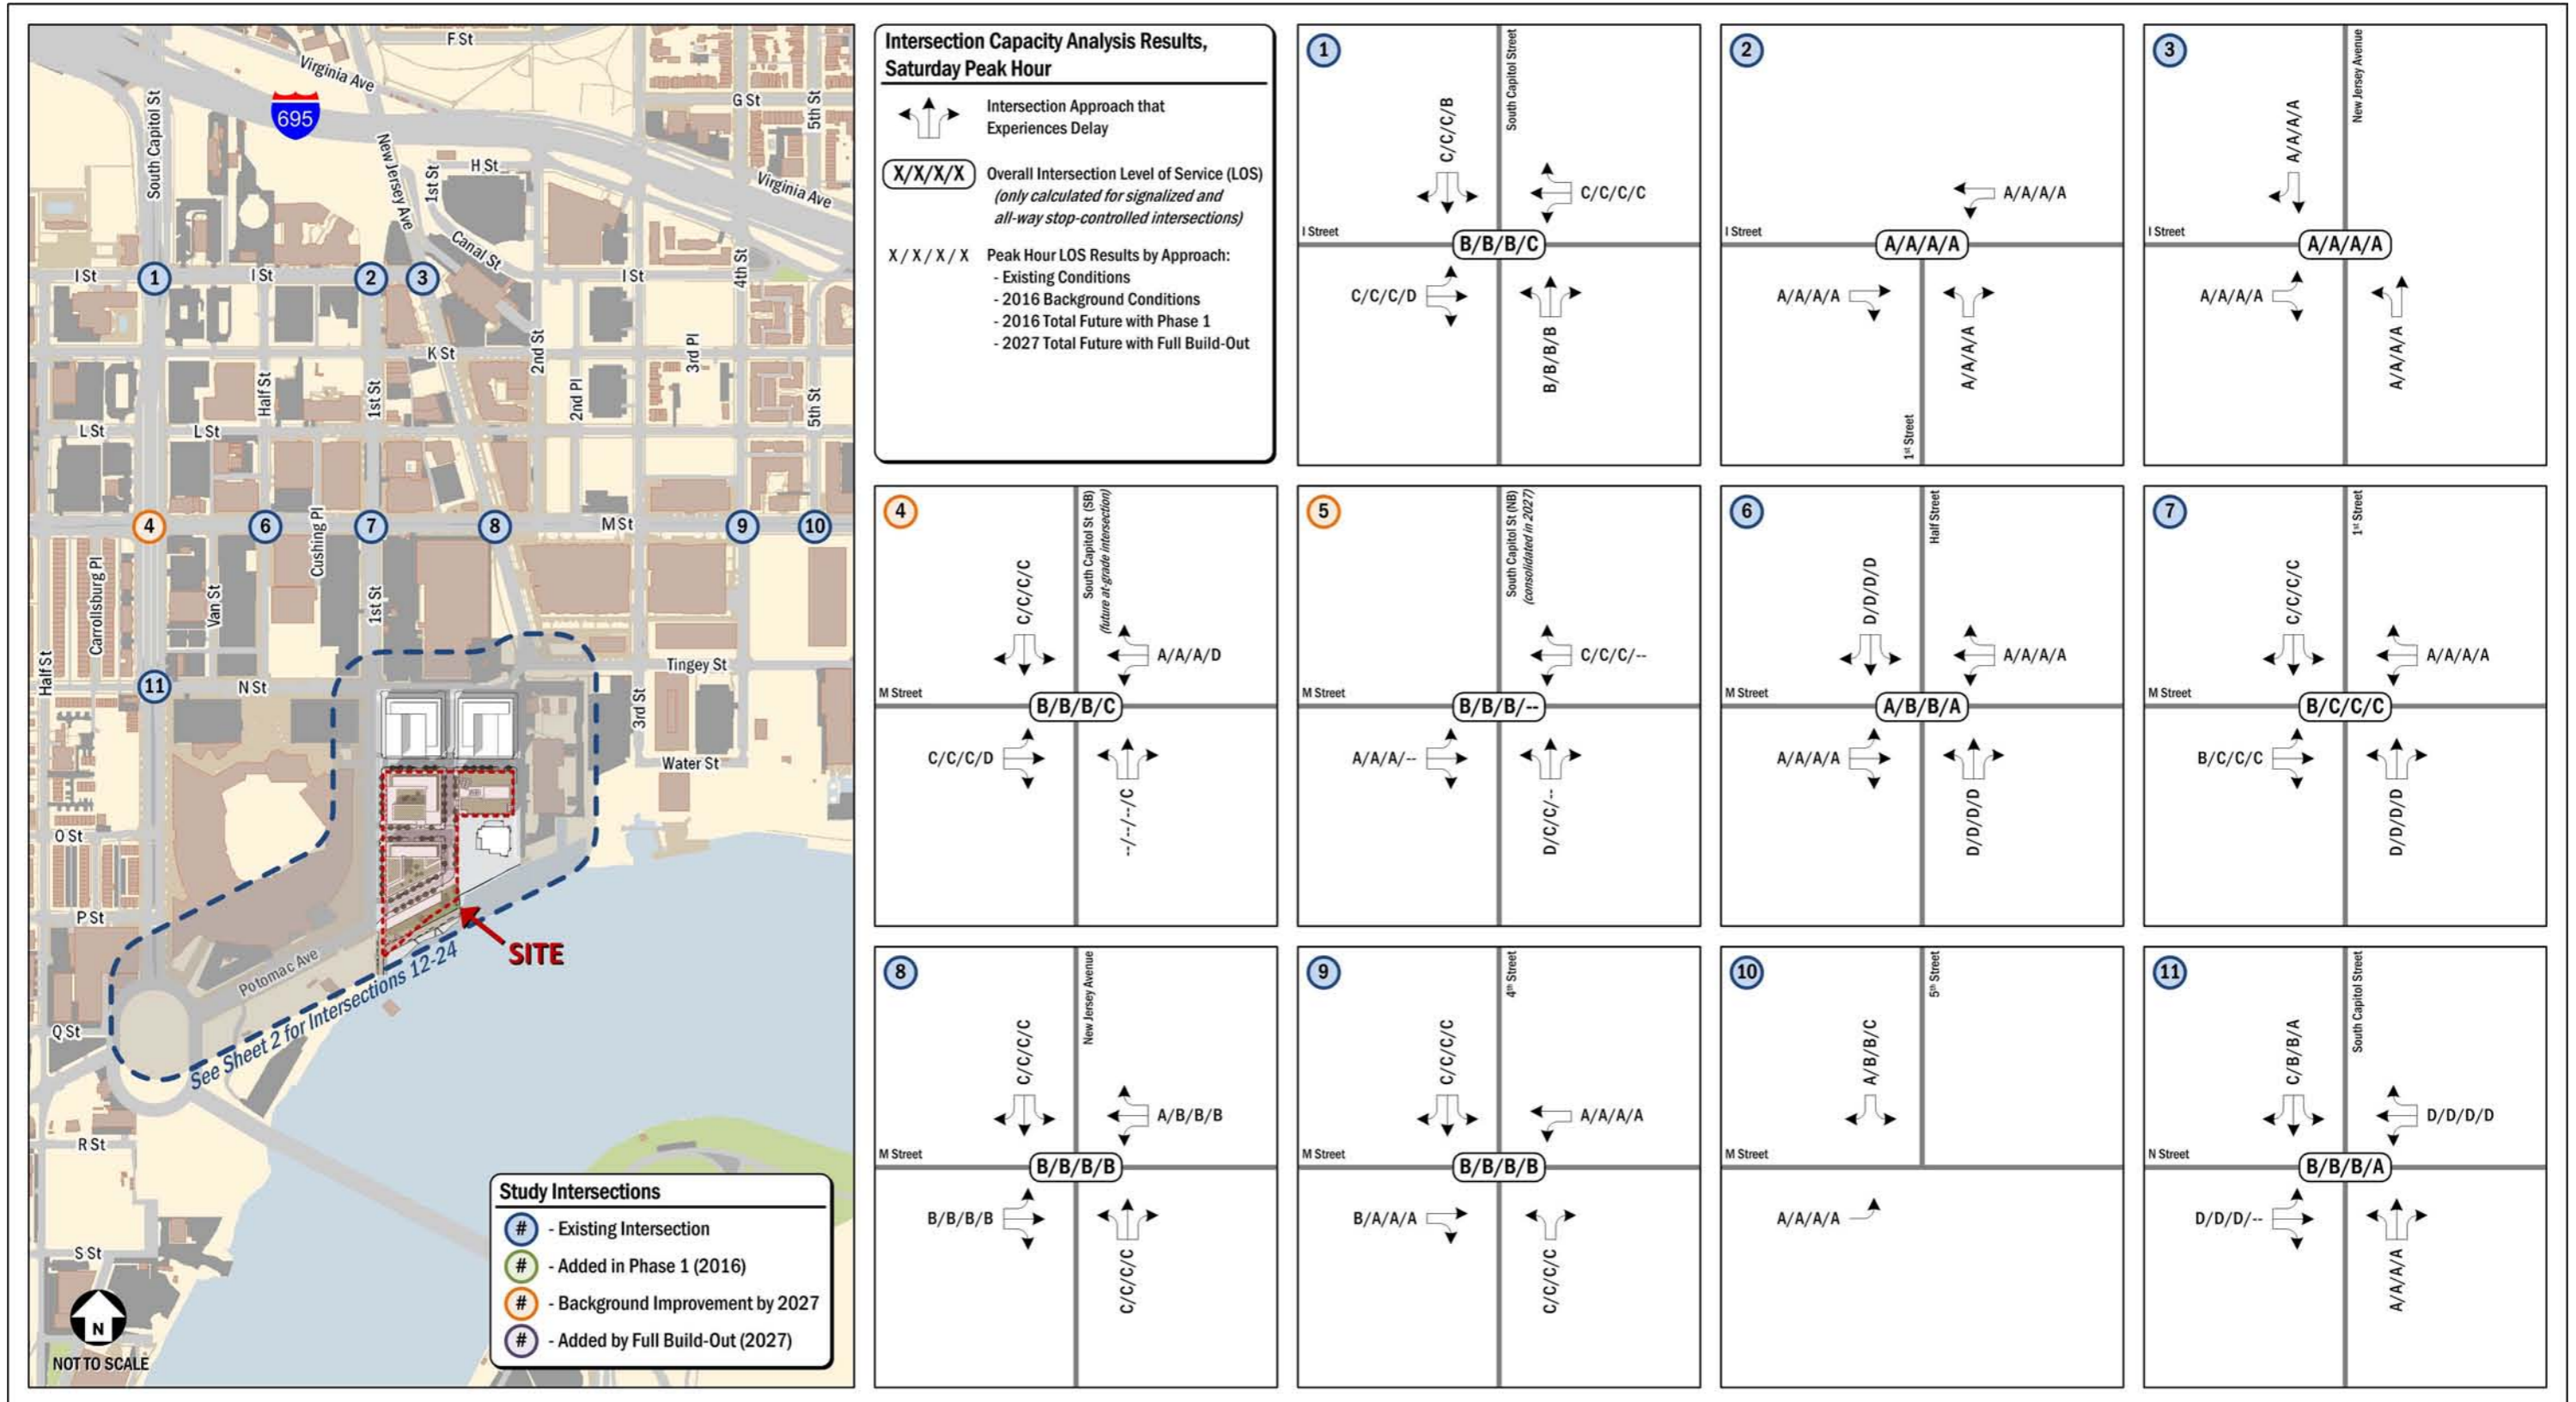 F St
Virginia Ave
695
G St
5th St
South Capitol St
New Jersey Ave
1st St
H St
Virginia Ave
Canal St
4th St
I St
1
I St
2
3
I St
K St
2nd St
3rd Pl
Half St
1st St
2nd Pl
5th St
L St
L St
4
6
Cushing Pl
7
8
M St
9
10
Carrollsburg Pl
Van St
1st St
Half St
11
N St
Tingey St
3rd St
Water St
O St
P St
SITE
Potomac Ave
See Sheet 2 for Intersections 12-24
Q St
R St
S St
N
NOT TO SCALE
Study Intersections
# - Existing Intersection
# - Added in Phase 1 (2016)
# - Background Improvement by 2027
# - Added by Full Build-Out (2027)
Intersection Capacity Analysis Results,
Saturday Peak Hour
Intersection Approach that
Experiences Delay
X/X/X/X Overall Intersection Level of Service (LOS)
(only calculated for signalized and
all-way stop-controlled intersections)
X / X / X / X Peak Hour LOS Results by Approach:
- Existing Conditions
- 2016 Background Conditions
- 2016 Total Future with Phase 1
- 2027 Total Future with Full Build-Out
1
South Capitol Street
C/C/C/B
C/C/C/C
I Street
B/B/B/C
C/C/C/D
B/B/B/B
2
A/A/A/A
I Street
A/A/A/A
A/A/A/A
A/A/A/A
1st Street
3
New Jersey Avenue
A/A/A/A
I Street
A/A/A/A
A/A/A/A
A/A/A/A
4
South Capitol St (SB)
(future at-grade intersection)
C/C/C/C
A/A/A/D
M Street
B/B/B/C
C/C/C/D
--/--/--/C
5
South Capitol St (NB)
(consolidated in 2027)
C/C/C/--
M Street
B/B/B/--
A/A/A/--
D/C/C/--
6
Half Street
D/D/D/D
A/A/A/A
M Street
A/B/B/A
A/A/A/A
D/D/D/D
7
1st Street
C/C/C/C
A/A/A/A
M Street
B/C/C/C
B/C/C/C
D/D/D/D
8
New Jersey Avenue
C/C/C/C
A/B/B/B
M Street
B/B/B/B
B/B/B/B
C/C/C/C
9
4th Street
C/C/C/C
A/A/A/A
M Street
B/B/B/B
B/A/A/A
C/C/C/C
10
5th Street
A/B/B/C
M Street
A/A/A/A
11
South Capitol Street
C/B/B/A
D/D/D/D
N Street
B/B/B/A
D/D/D/--
A/A/A/A